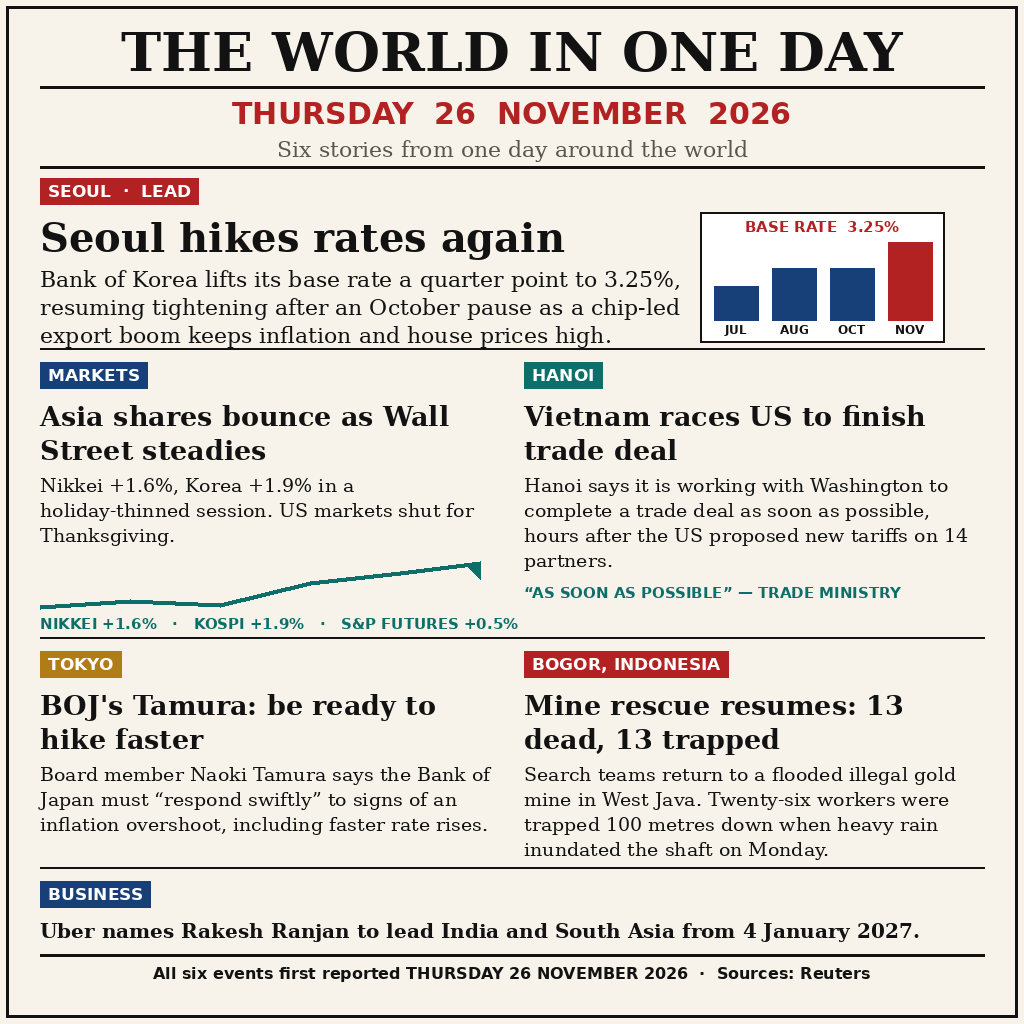 THE WORLD IN ONE DAY
THURSDAY 26 NOVEMBER 2026
Six stories from one day around the world
SEOUL · LEAD
Seoul hikes rates again
Bank of Korea lifts its base rate a quarter point to 3.25%,
resuming tightening after an October pause as a chip-led
export boom keeps inflation and house prices high.
BASE RATE 3.25%
JUL AUG OCT NOV
MARKETS
Asia shares bounce as Wall
Street steadies
Nikkei +1.6%, Korea +1.9% in a
holiday-thinned session. US markets shut for
Thanksgiving.
NIKKEI +1.6% · KOSPI +1.9% · S&P FUTURES +0.5%
HANOI
Vietnam races US to finish
trade deal
Hanoi says it is working with Washington to
complete a trade deal as soon as possible,
hours after the US proposed new tariffs on 14
partners.
“AS SOON AS POSSIBLE” — TRADE MINISTRY
TOKYO
BOJ's Tamura: be ready to
hike faster
Board member Naoki Tamura says the Bank of
Japan must “respond swiftly” to signs of an
inflation overshoot, including faster rate rises.
BOGOR, INDONESIA
Mine rescue resumes: 13
dead, 13 trapped
Search teams return to a flooded illegal gold
mine in West Java. Twenty-six workers were
trapped 100 metres down when heavy rain
inundated the shaft on Monday.
BUSINESS
Uber names Rakesh Ranjan to lead India and South Asia from 4 January 2027.
All six events first reported THURSDAY 26 NOVEMBER 2026 · Sources: Reuters